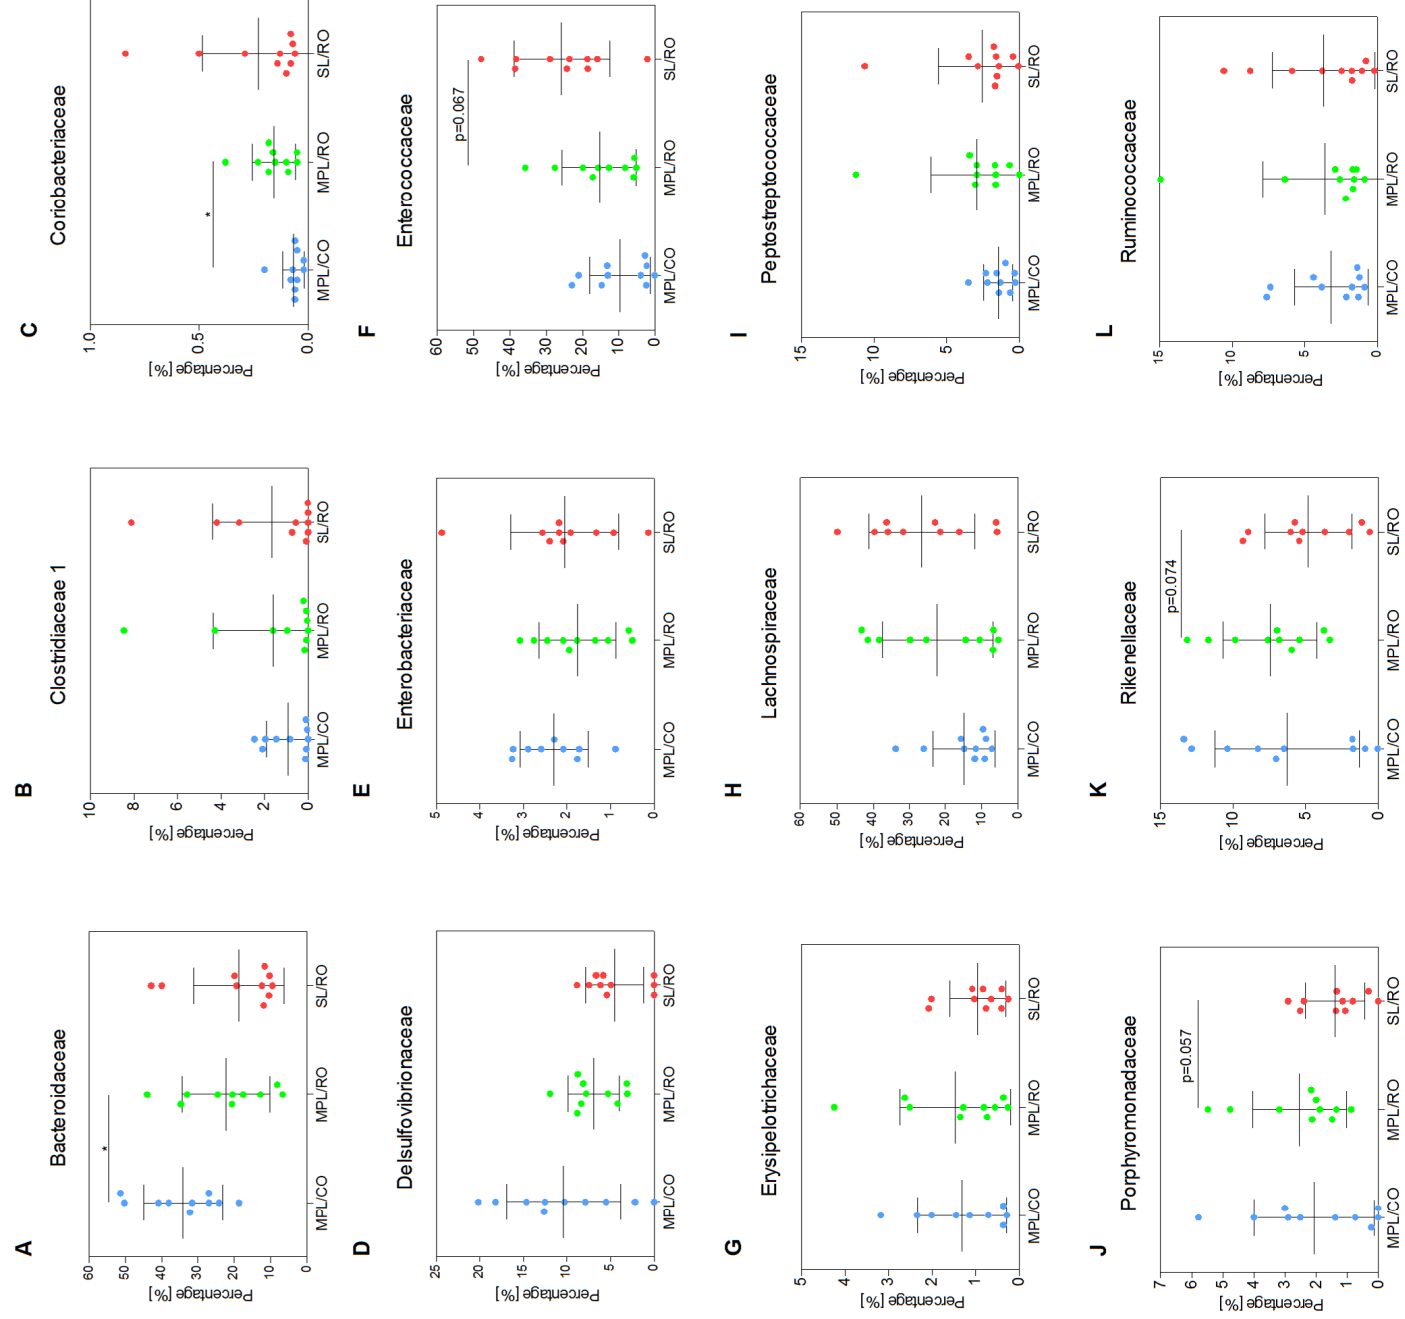 A
Bacteroidaceae
Percentage [%]
60
50
40
30
20
10
0
*
MPL/CO
MPL/RO
SL/RO
B
Clostridiaceae 1
Percentage [%]
10
8
6
4
2
0
MPL/CO
MPL/RO
SL/RO
C
Coriobacteriaceae
Percentage [%]
1.0
0.5
0.0
*
MPL/CO
MPL/RO
SL/RO
D
Delsulfovibrionaceae
Percentage [%]
25
20
15
10
5
0
MPL/CO
MPL/RO
SL/RO
E
Enterobacteriaceae
Percentage [%]
5
4
3
2
1
0
MPL/CO
MPL/RO
SL/RO
F
Enterococcaceae
Percentage [%]
60
50
40
30
20
10
0
p=0.067
MPL/CO
MPL/RO
SL/RO
G
Erysipelotrichaceae
Percentage [%]
5
4
3
2
1
0
MPL/CO
MPL/RO
SL/RO
H
Lachnospiraceae
Percentage [%]
60
50
40
30
20
10
0
MPL/CO
MPL/RO
SL/RO
I
Peptostreptococcaceae
Percentage [%]
15
10
5
0
MPL/CO
MPL/RO
SL/RO
J
Porphyromonadaceae
Percentage [%]
7
6
5
4
3
2
1
0
p=0.057
MPL/CO
MPL/RO
SL/RO
K
Rikenellaceae
Percentage [%]
15
10
5
0
p=0.074
MPL/CO
MPL/RO
SL/RO
L
Ruminococcaceae
Percentage [%]
15
10
5
0
MPL/CO
MPL/RO
SL/RO